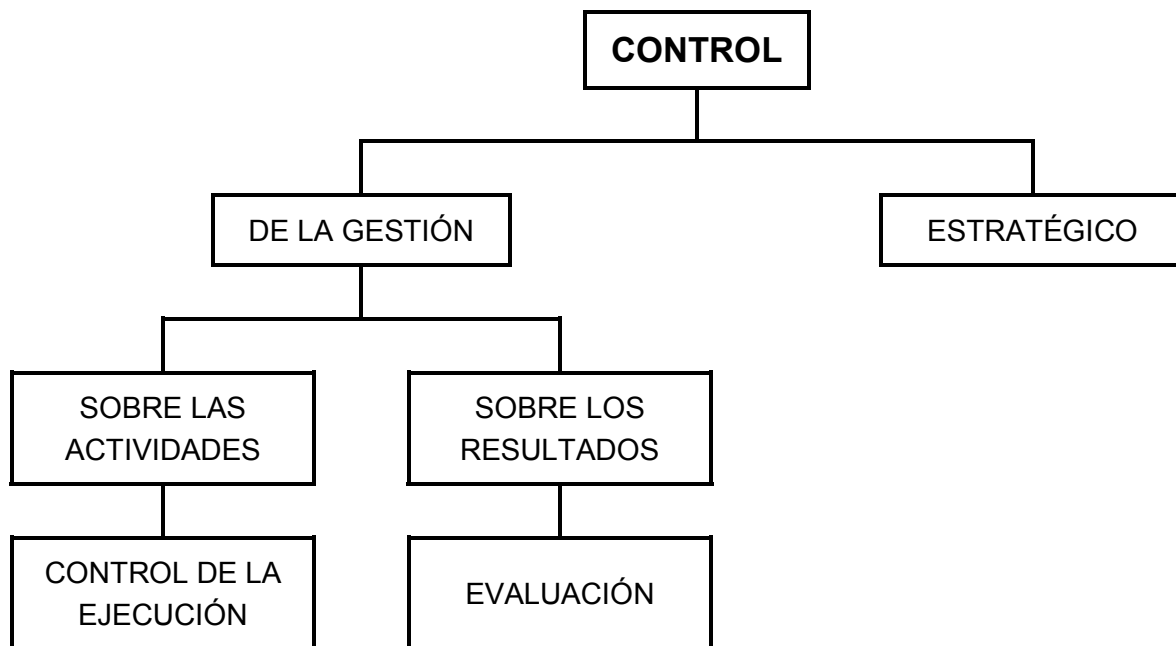 CONTROL
DE LA GESTIÓN
ESTRATÉGICO
SOBRE LAS
ACTIVIDADES
SOBRE LOS
RESULTADOS
CONTROL DE LA
EJECUCIÓN
EVALUACIÓN